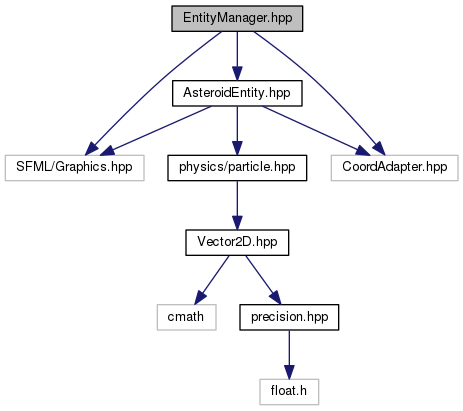 EntityManager.hpp
AsteroidEntity.hpp
SFML/Graphics.hpp
physics/particle.hpp
CoordAdapter.hpp
Vector2D.hpp
cmath
precision.hpp
float.h